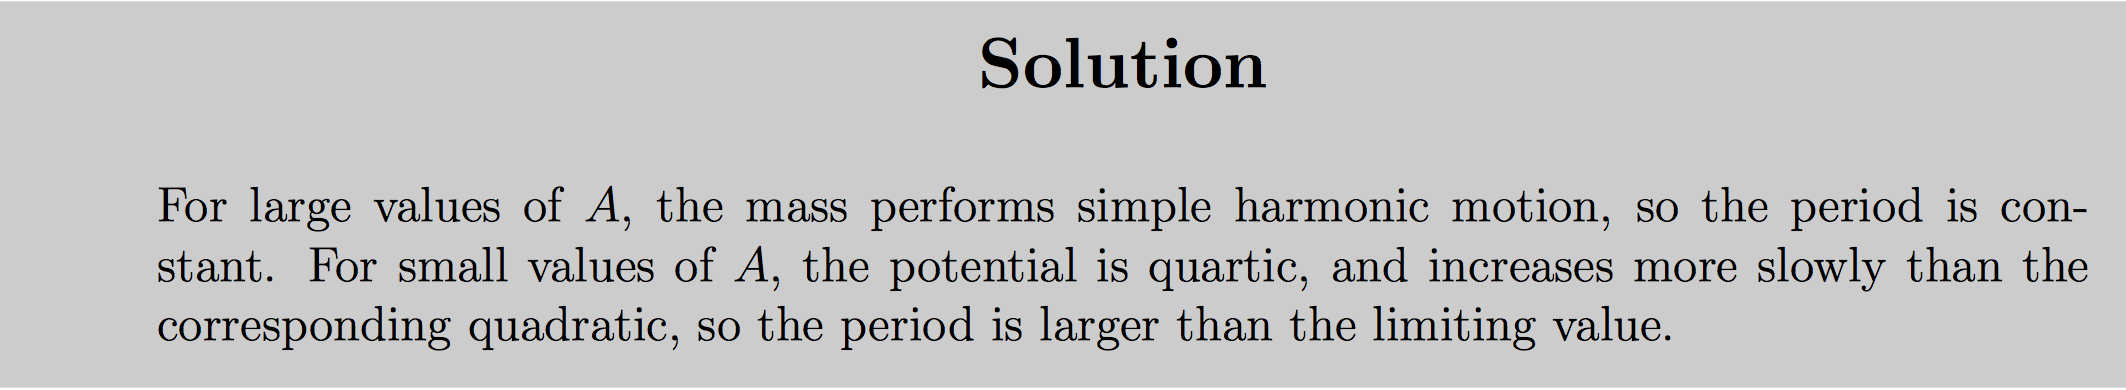 Solution
For large values of A, the mass performs simple harmonic motion, so the period is con-
stant. For small values of A, the potential is quartic, and increases more slowly than the
corresponding quadratic, so the period is larger than the limiting value.